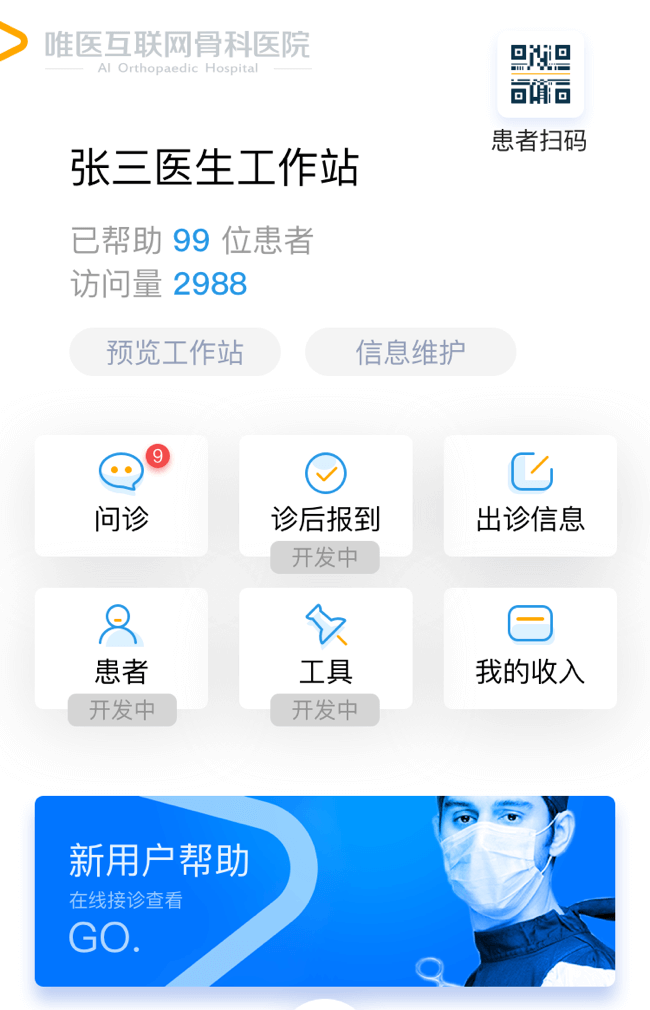 唯医互联网骨科医院
AI Orthopaedic Hospital
患者扫码
张三医生工作站
已帮助 99 位患者
访问量 2988
预览工作站 信息维护
9
问诊 诊后报到 出诊信息
开发中
患者 工具 我的收入
开发中 开发中
新用户帮助
在线接诊查看
GO.